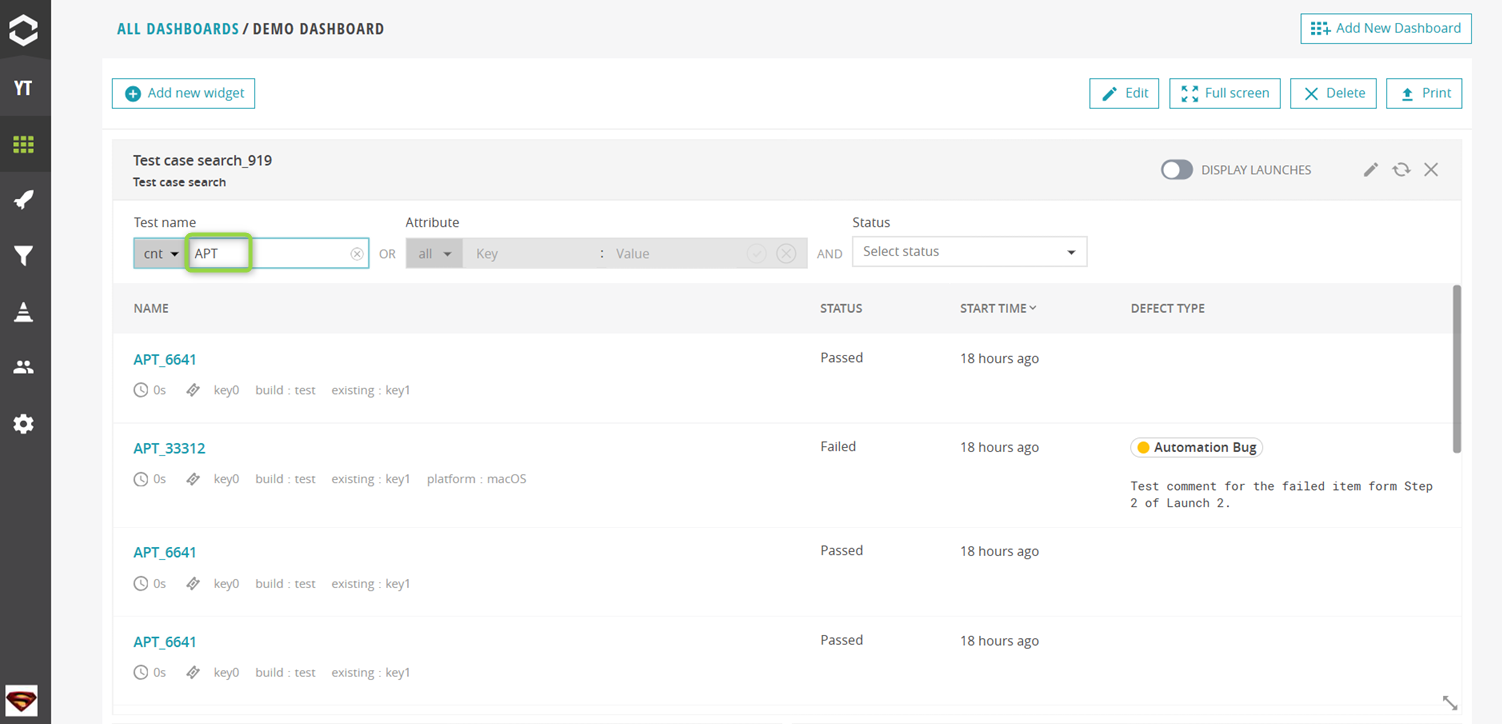 ALL DASHBOARDS / DEMO DASHBOARD
Add New Dashboard
YT
Add new widget
Edit
Full screen
Delete
Print
Test case search_919
Test case search
DISPLAY LAUNCHES
Test name
Attribute
Status
cnt
APT
OR
all
Key : Value
AND
Select status
NAME STATUS START TIME DEFECT TYPE
APT_6641 Passed 18 hours ago
0s key0 build : test existing : key1
APT_33312 Failed 18 hours ago Automation Bug
0s key0 build : test existing : key1 platform : macOS
Test comment for the failed item form Step
2 of Launch 2.
APT_6641 Passed 18 hours ago
0s key0 build : test existing : key1
APT_6641 Passed 18 hours ago
0s key0 build : test existing : key1